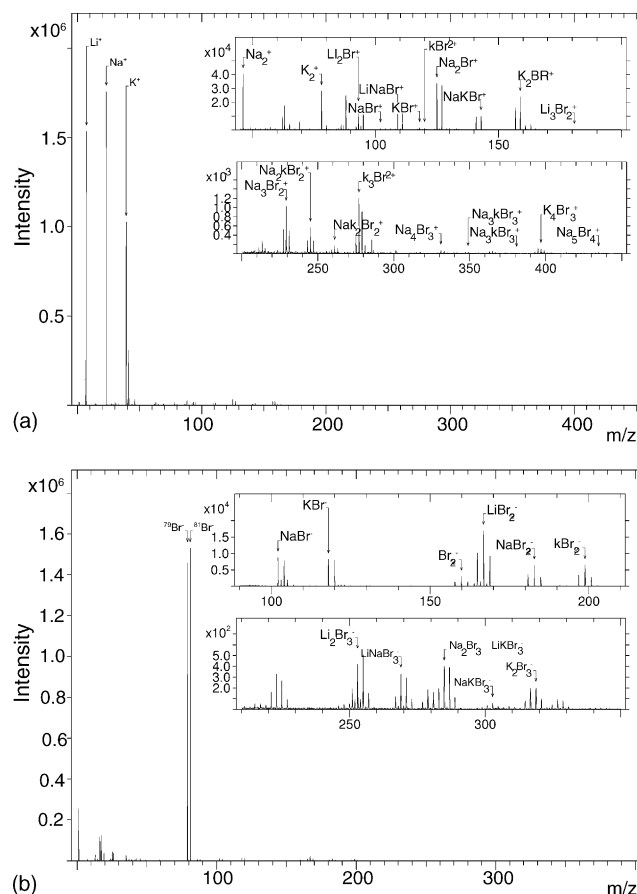 x10⁶
Li⁺
Na⁺
K⁺
1.5
1.0
0.5
Intensity
100 200 300 400
m/z
(a)
x10⁴
4.0
3.0
2.0
Na₂⁺
K₂⁺
LI₂Br⁺
LiNaBr⁺
NaBr⁺
KBr⁺
kBr²⁺
Na₂Br⁺
NaKBr⁺
K₂BR⁺
Li₃Br₂⁺
100 150
x10³
1.2
1.0
0.8
0.6
0.4
Na₂kBr₂⁺
Na₃Br₂⁺
k₃Br²⁺
Nak₂Br₂⁺
Na₄Br₃⁺
Na₃kBr₃⁺
Na₃kBr₃⁺
K₄Br₃⁺
Na₅Br₄⁺
250 300 350 400
x10⁶
⁷⁹Br⁻ ⁸¹Br⁻
1.6
1.4
1.2
1.0
0.8
0.6
0.4
0.2
Intensity
100 200 300
m/z
(b)
x10⁴
1.5
1.0
0.5
NaBr⁻
KBr⁻
Br₂⁻
LiBr₂⁻
NaBr₂⁻
kBr₂⁻
100 150 200
x10²
5.0
4.0
3.0
2.0
Li₂Br₃⁻
LiNaBr₃⁻
Na₂Br₃⁻ LiKBr₃⁻
NaKBr₃⁻
K₂Br₃⁻
250 300